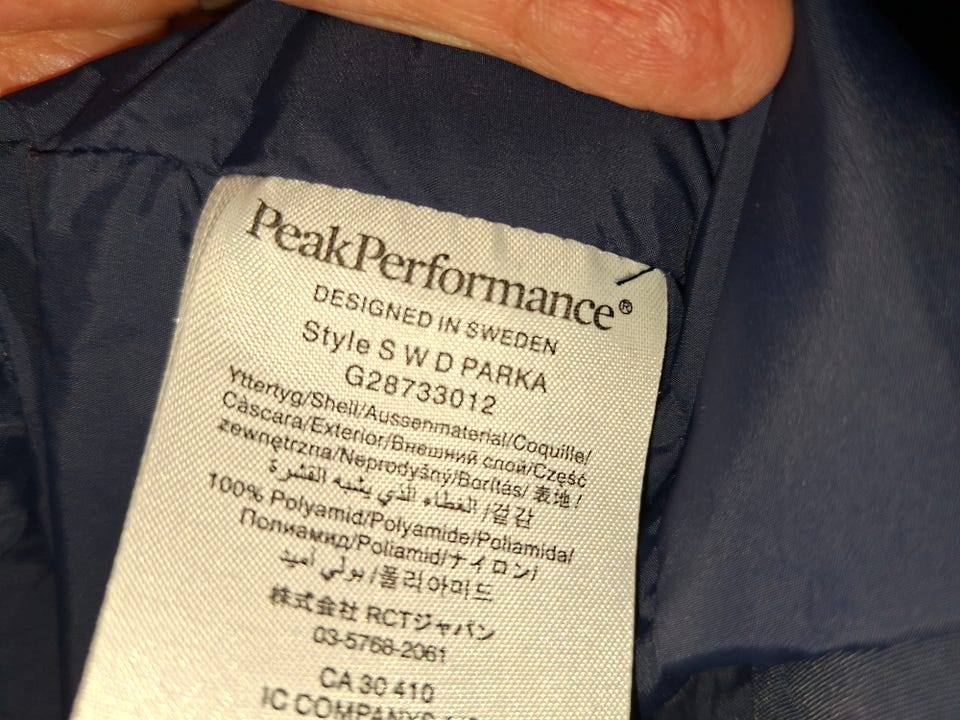 PeakPerformance®
DESIGNED IN SWEDEN
Style S W D PARKA
G28733012
Yttertyg/Shell/Aussenmaterial/Coquille/
Càscara/Exterior/Внешний слой/Część
zewnętrzna/Neprodyšný/Borítás/ 表地/
الغطاء الذي يشبه القشرة /겉감
100% Polyamid/Polyamide/Poliamida/
Полиамид/Poliamid/ナイロン/
بولي أميد /폴리아미드
株式会社 RCTジャパン
03-5768-2061
CA 30 410
IC COMPANYS